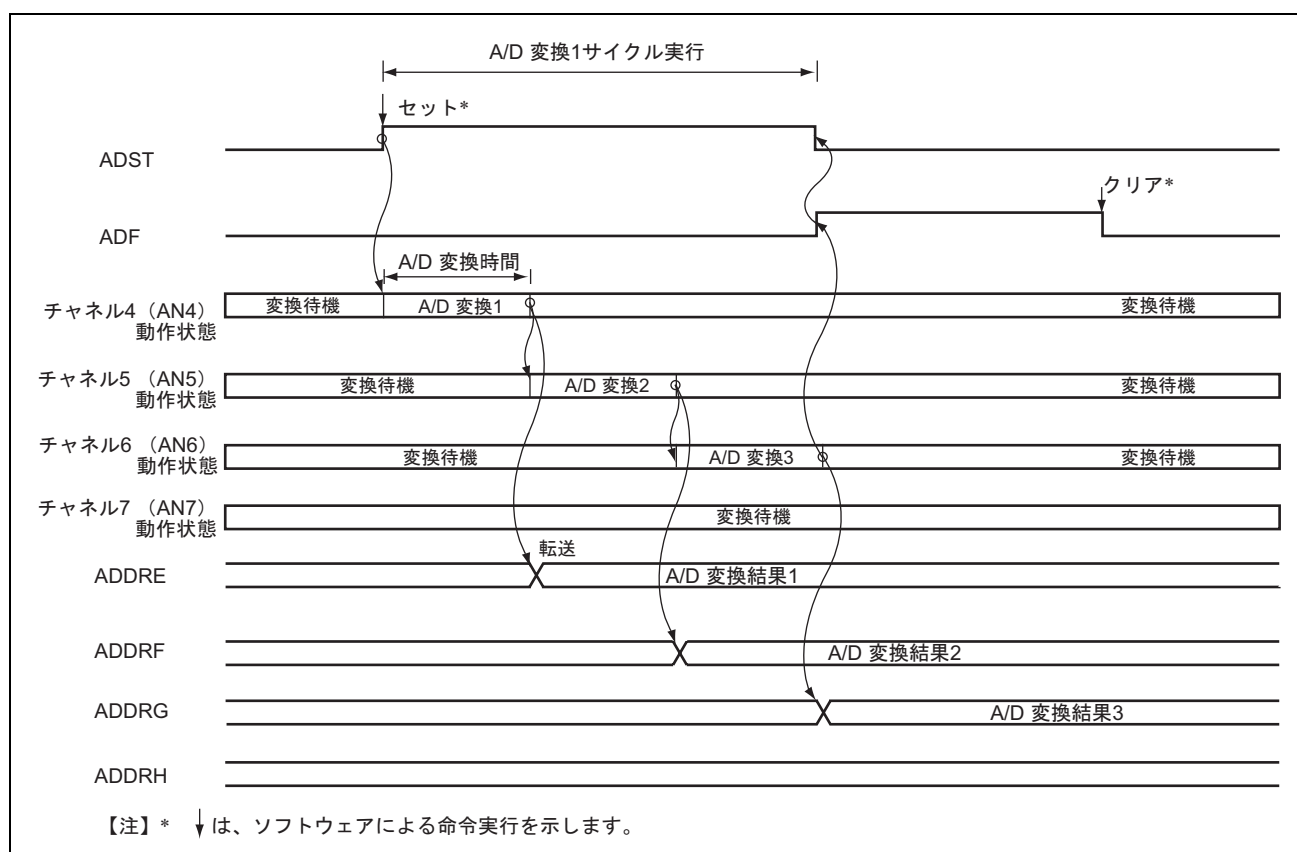 A/D 変換1サイクル実行
セット*
ADST
クリア*
ADF
A/D 変換時間
チャネル4（AN4）
動作状態
変換待機
A/D 変換1
変換待機
チャネル5 （AN5）
動作状態
変換待機
A/D 変換2
変換待機
チャネル6 （AN6）
動作状態
変換待機
A/D 変換3
変換待機
チャネル7 （AN7）
動作状態
変換待機
転送
ADDRE
A/D 変換結果1
ADDRF
A/D 変換結果2
ADDRG
A/D 変換結果3
ADDRH
【注】* ↓は、ソフトウェアによる命令実行を示します。